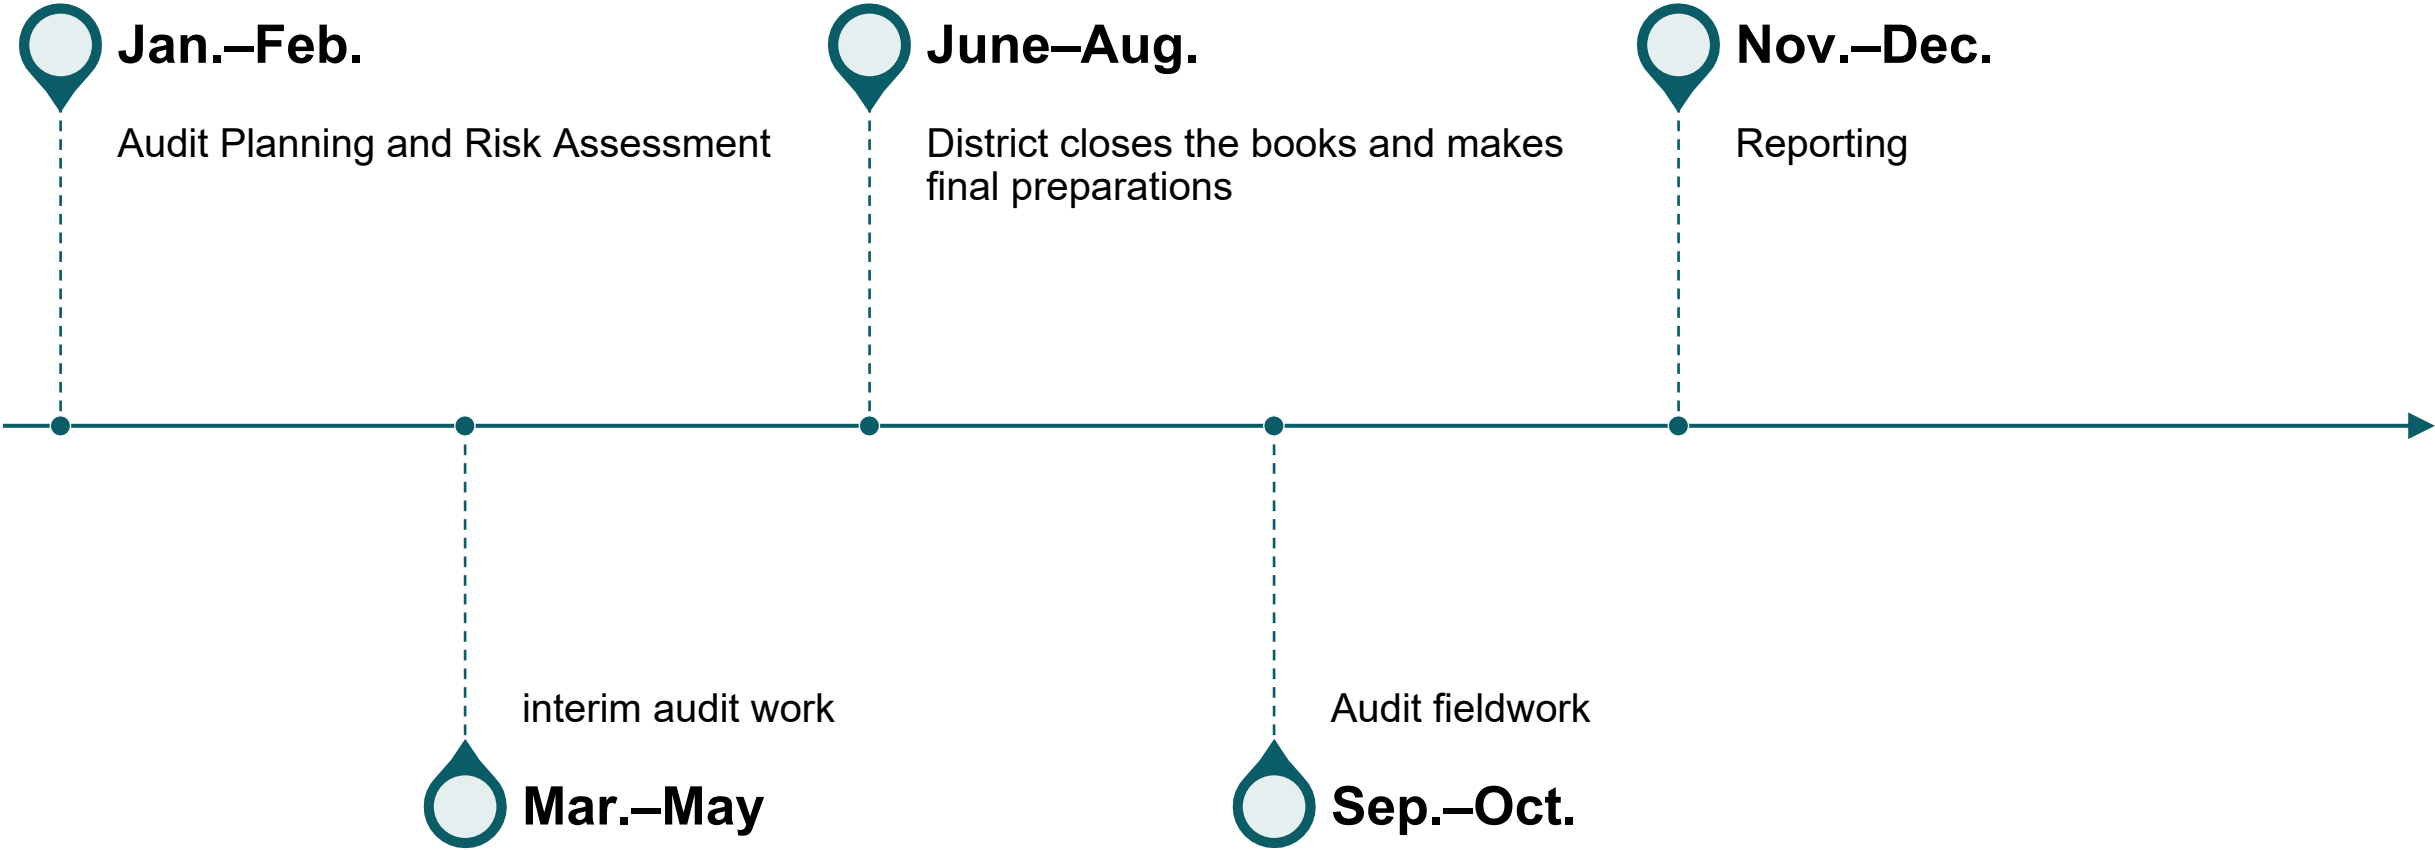 Jan.–Feb.
Audit Planning and Risk Assessment
June–Aug.
District closes the books and makes
final preparations
Nov.–Dec.
Reporting
interim audit work
Mar.–May
Audit fieldwork
Sep.–Oct.